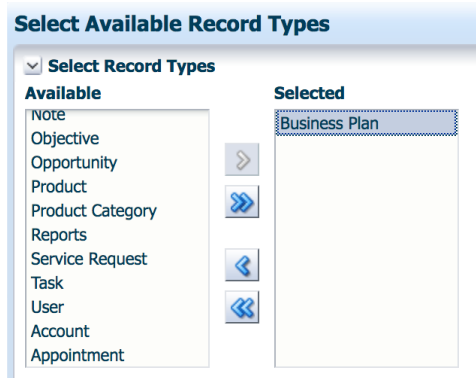 Select Available Record Types
Select Record Types
Available
Note
Objective
Opportunity
Product
Product Category
Reports
Service Request
Task
User
Account
Appointment
Selected
Business Plan